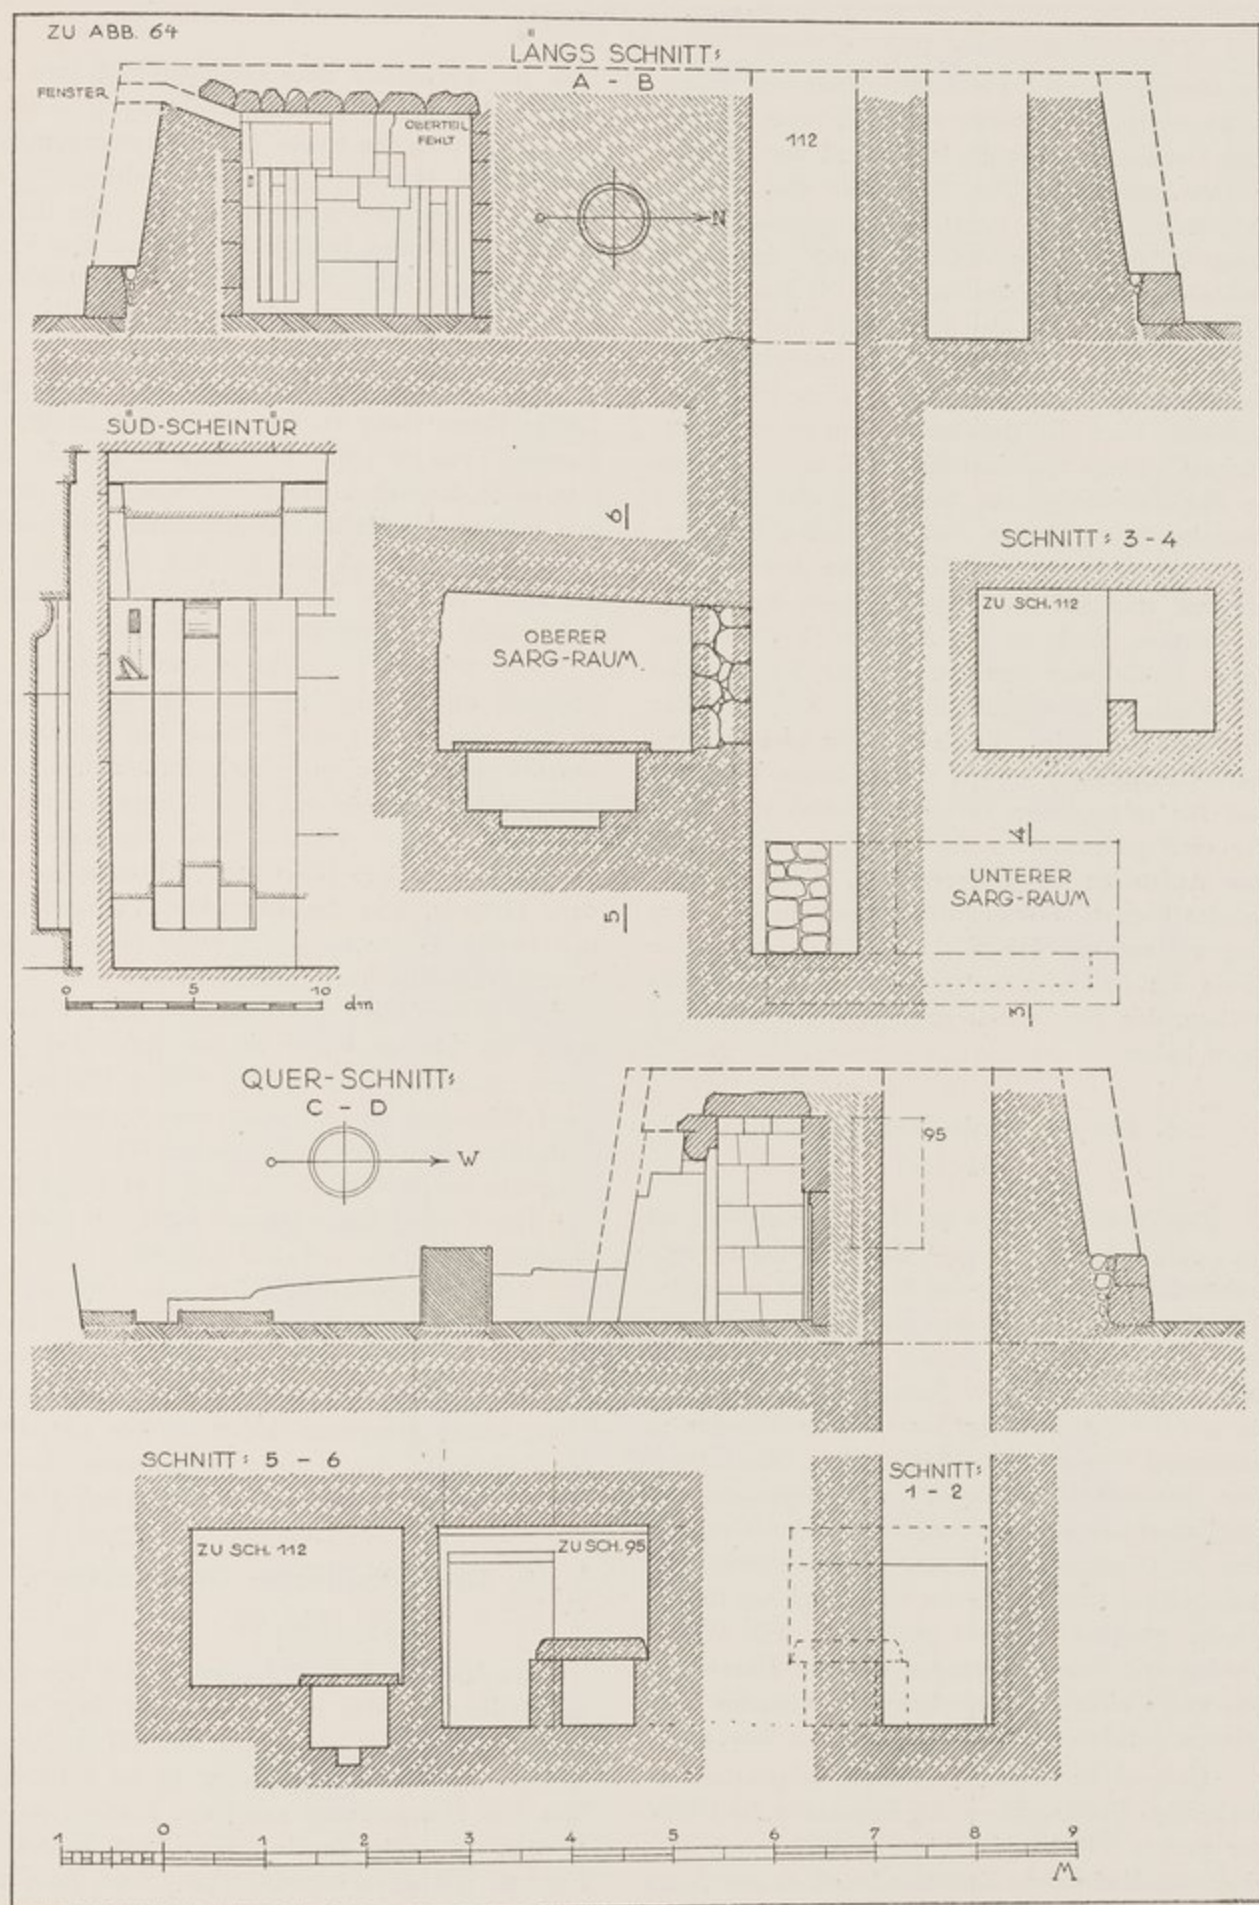 ZU ABB. 64
LÄNGS SCHNITT:
A - B
FENSTER
OBERTEIL
FEHLT
112
N
SÜD-SCHEINTÜR
6
SCHNITT: 3 - 4
ZU SCH. 112
OBERER
SARG-RAUM
4
UNTERER
SARG-RAUM
5
3
0 5 10 dm
QUER-SCHNITT:
C - D
W
95
SCHNITT: 5 - 6
SCHNITT:
1 - 2
ZU SCH. 112
ZU SCH. 95
1 0 1 2 3 4 5 6 7 8 9
M